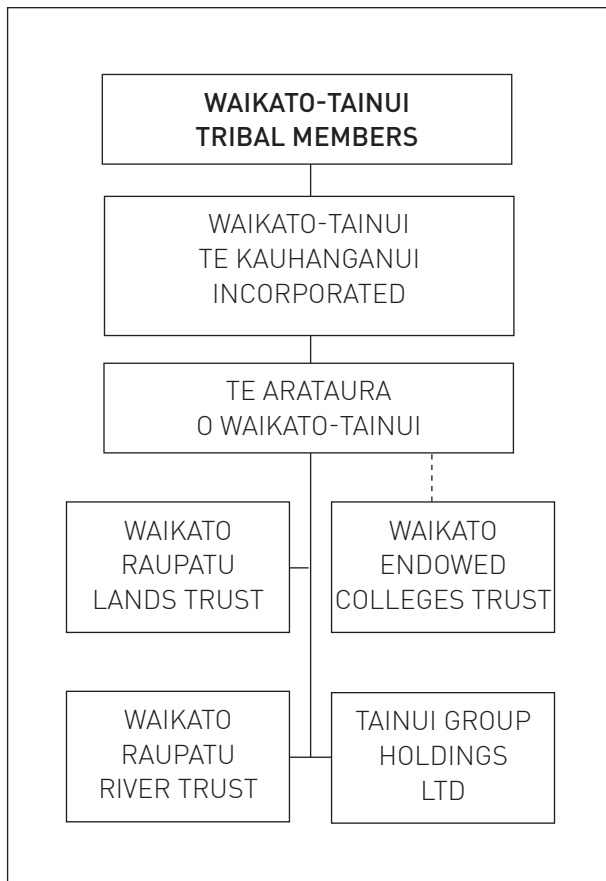 WAIKATO-TAINUI
TRIBAL MEMBERS
WAIKATO-TAINUI
TE KAUHANGANUI
INCORPORATED
TE ARATAURA
O WAIKATO-TAINUI
WAIKATO
RAUPATU
LANDS TRUST
WAIKATO
ENDOWED
COLLEGES TRUST
WAIKATO
RAUPATU
RIVER TRUST
TAINUI GROUP
HOLDINGS
LTD